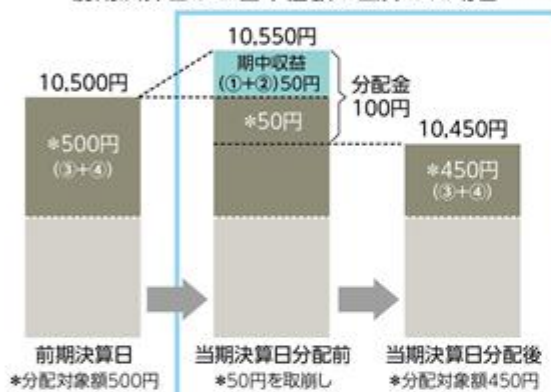 10,550円
期中収益
(①+②)50円
10,500円
分配金
100円
*50円
*500円
(③+④)
10,450円
*450円
(③+④)
前期決算日
当期決算日分配前
当期決算日分配後
*分配対象額500円
*50円を取崩し
*分配対象額450円